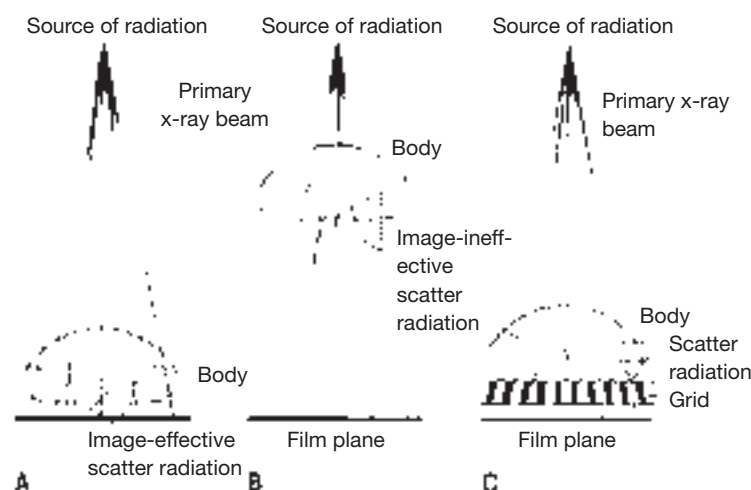 Source of radiation
Primary
x-ray beam
Body
Image-effective
scatter radiation
A
Source of radiation
Body
Image-ineff-
ective
scatter
radiation
Film plane
B
Source of radiation
Primary x-ray
beam
Body
Scatter
radiation
Grid
Film plane
C